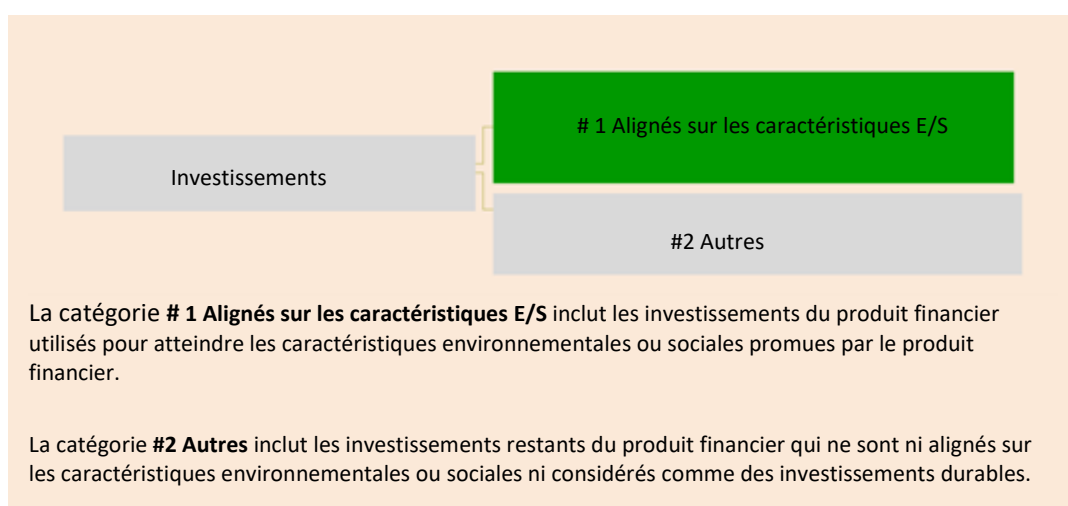 # 1 Alignés sur les caractéristiques E/S
Investissements
#2 Autres
La catégorie # 1 Alignés sur les caractéristiques E/S inclut les investissements du produit financier
utilisés pour atteindre les caractéristiques environnementales ou sociales promues par le produit
financier.
La catégorie #2 Autres inclut les investissements restants du produit financier qui ne sont ni alignés sur
les caractéristiques environnementales ou sociales ni considérés comme des investissements durables.